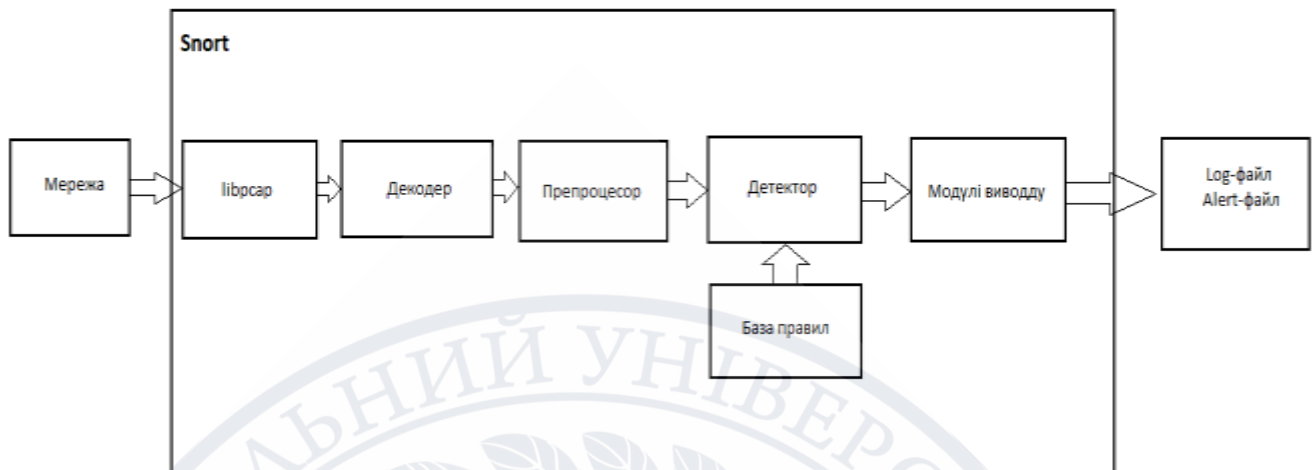 Snort
Мережа
libpcap
Декодер
Препроцесор
Детектор
Модулі виводду
Log-файл
Alert-файл
База правил